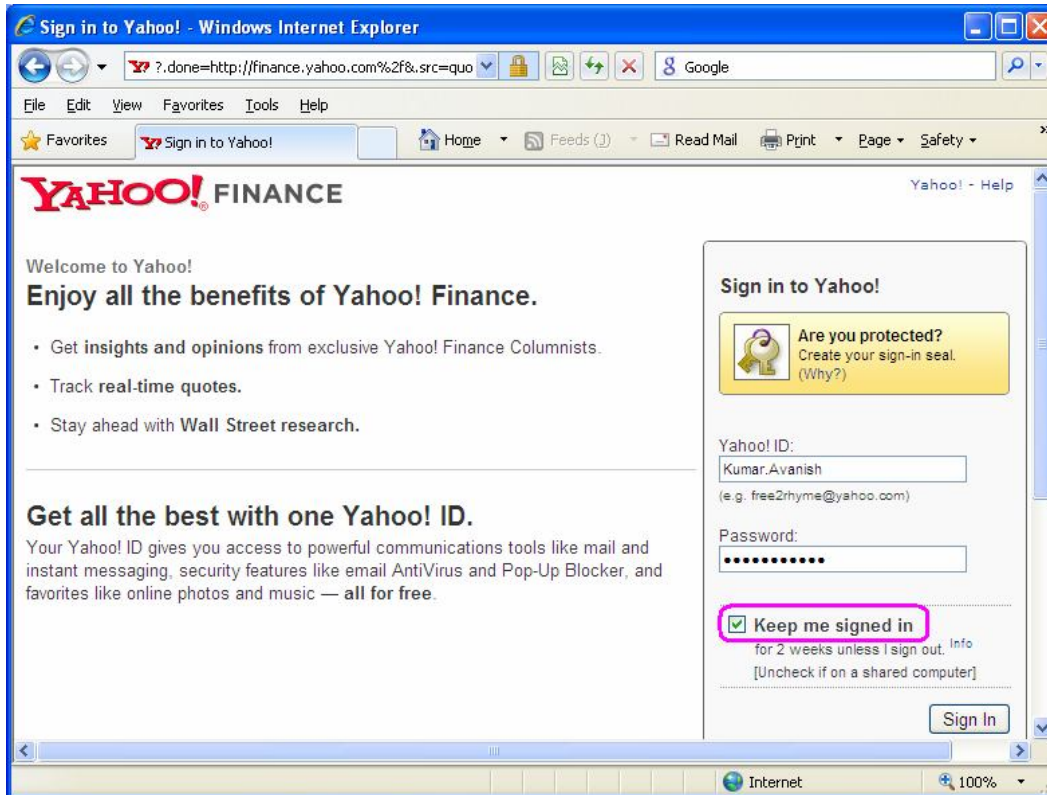 Sign in to Yahoo! - Windows Internet Explorer
?.done=http://finance.yahoo.com%2f&.src=quo
Google
File Edit View Favorites Tools Help
Favorites
Sign in to Yahoo!
Home Feeds (J) Read Mail Print Page Safety »
YAHOO!® FINANCE
Yahoo! - Help
Welcome to Yahoo!
Enjoy all the benefits of Yahoo! Finance.
• Get insights and opinions from exclusive Yahoo! Finance Columnists.
• Track real-time quotes.
• Stay ahead with Wall Street research.
Get all the best with one Yahoo! ID.
Your Yahoo! ID gives you access to powerful communications tools like mail and
instant messaging, security features like email AntiVirus and Pop-Up Blocker, and
favorites like online photos and music — all for free.
Sign in to Yahoo!
Are you protected?
Create your sign-in seal.
(Why?)
Yahoo! ID:
Kumar.Avanish
(e.g. free2rhyme@yahoo.com)
Password:
•••••••••••
Keep me signed in
for 2 weeks unless I sign out. Info
[Uncheck if on a shared computer]
Sign In
Internet
100%